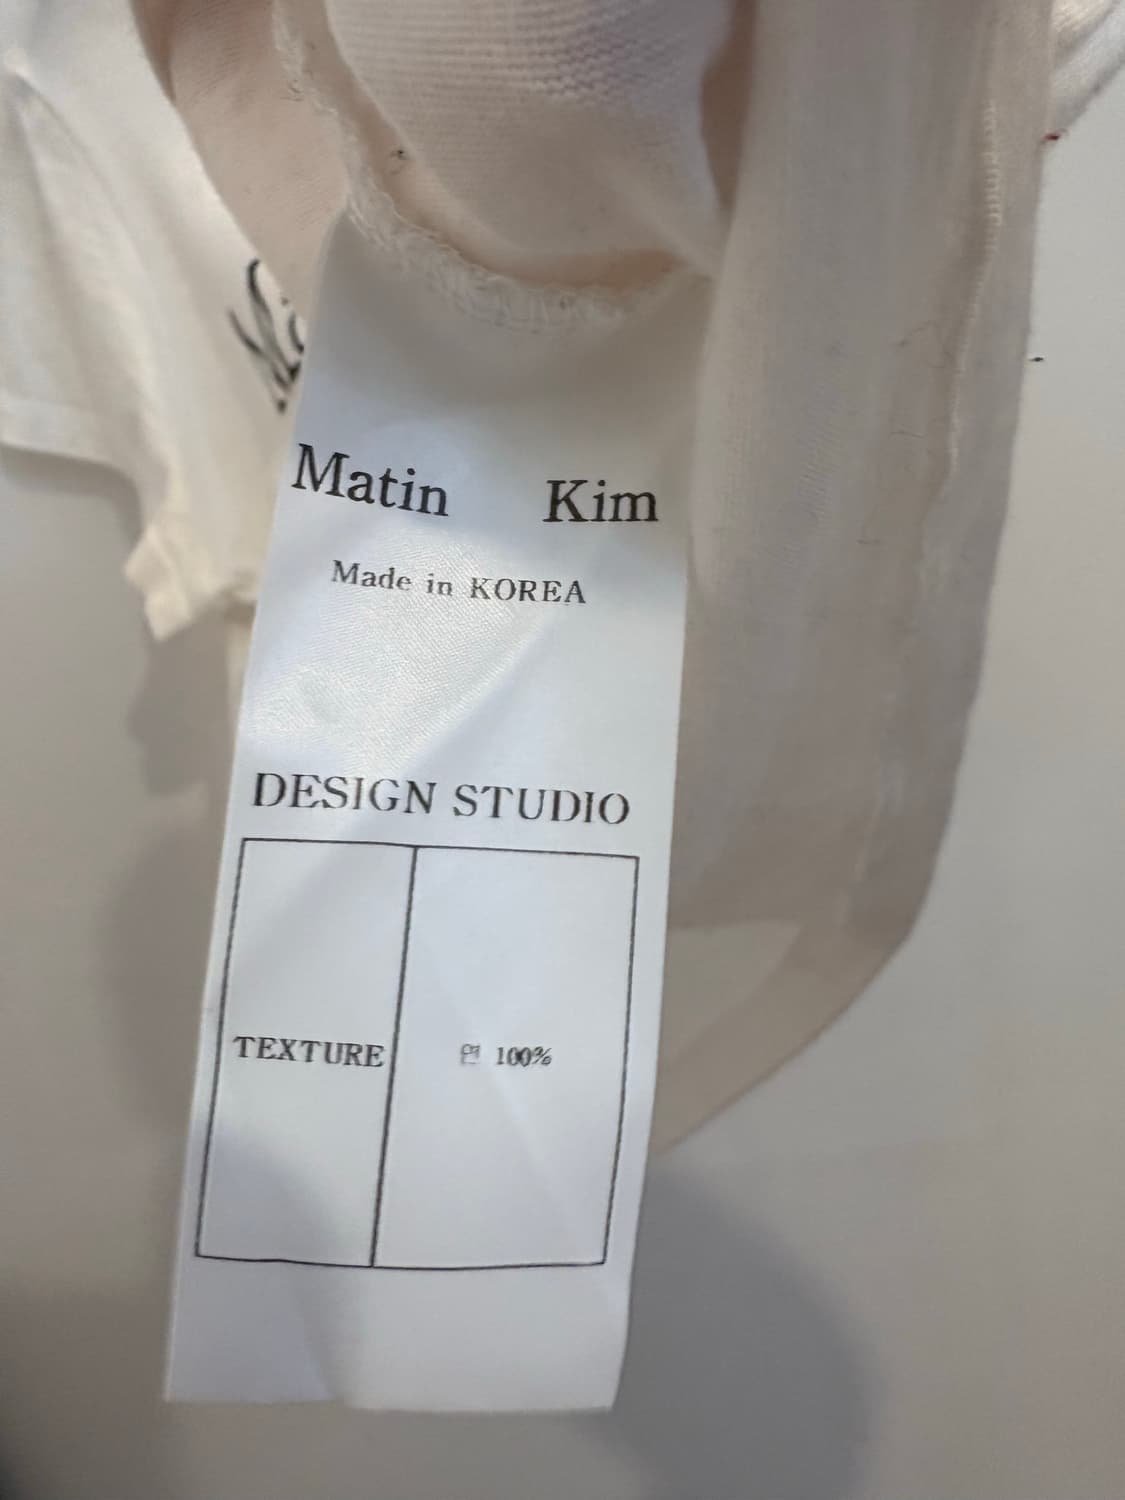 Matin Kim
Made in KOREA
DESIGN STUDIO
TEXTURE
면 100%